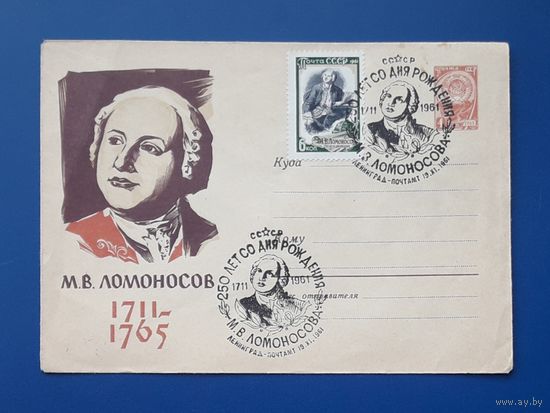 М.В. ЛОМОНОСОВ
1711-
1765
ПОЧТА СССР 1961
6 КОП.
М.В. ЛОМОНОСОВ
СССР
250 ЛЕТ СО ДНЯ РОЖДЕНИЯ
1711 1961
М.В. ЛОМОНОСОВА
ЛЕНИНГРАД-ПОЧТАМТ 19.XI.1961
Куда
Кому
СССР
250 ЛЕТ СО ДНЯ РОЖДЕНИЯ
1711 1961
М.В. ЛОМОНОСОВА
ЛЕНИНГРАД-ПОЧТАМТ 19.XI.1961
отправителя
www.ay.by